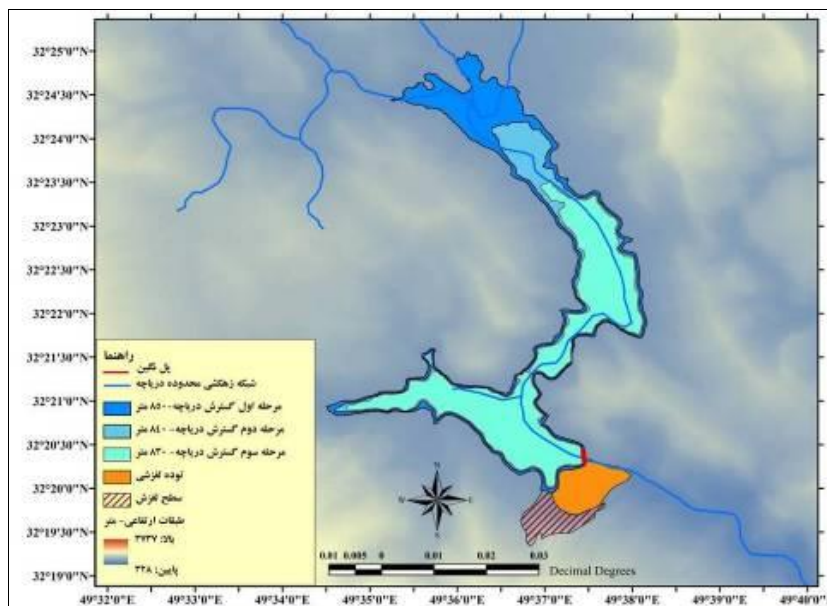 32°25'0"N
32°24'30"N
32°24'0"N
32°23'30"N
32°23'0"N
32°22'30"N
32°22'0"N
32°21'30"N
32°21'0"N
32°20'30"N
32°20'0"N
32°19'30"N
32°19'0"N
راهنما
پل نگین
شبکه زهکشی محدوده دریاچه
مرحله اول گسترش دریاچه- ۸۵۰ متر
مرحله دوم گسترش دریاچه- ۸۴۰ متر
مرحله سوم گسترش دریاچه- ۸۳۰ متر
توده لغزشی
سطح لغزش
طبقات ارتفاعی- متر
بالا: ۳۷۳۷
پایین: ۳۲۸
N
W
E
S
0.01 0.005 0 0.01 0.02 0.03
Decimal Degrees
49°32'0"E 49°33'0"E 49°34'0"E 49°35'0"E 49°36'0"E 49°37'0"E 49°38'0"E 49°39'0"E 49°40'0"E